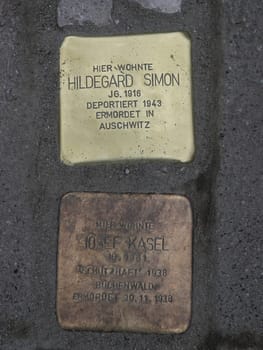 HIER WOHNTE
HILDEGARD SIMON
JG. 1916
DEPORTIERT 1943
ERMORDET IN
AUSCHWITZ
HIER WOHNTE
JOSEF KASEL
"SCHUTZHAFT" 1938
BUCHENWALD
ERMORDET 30.11.1938